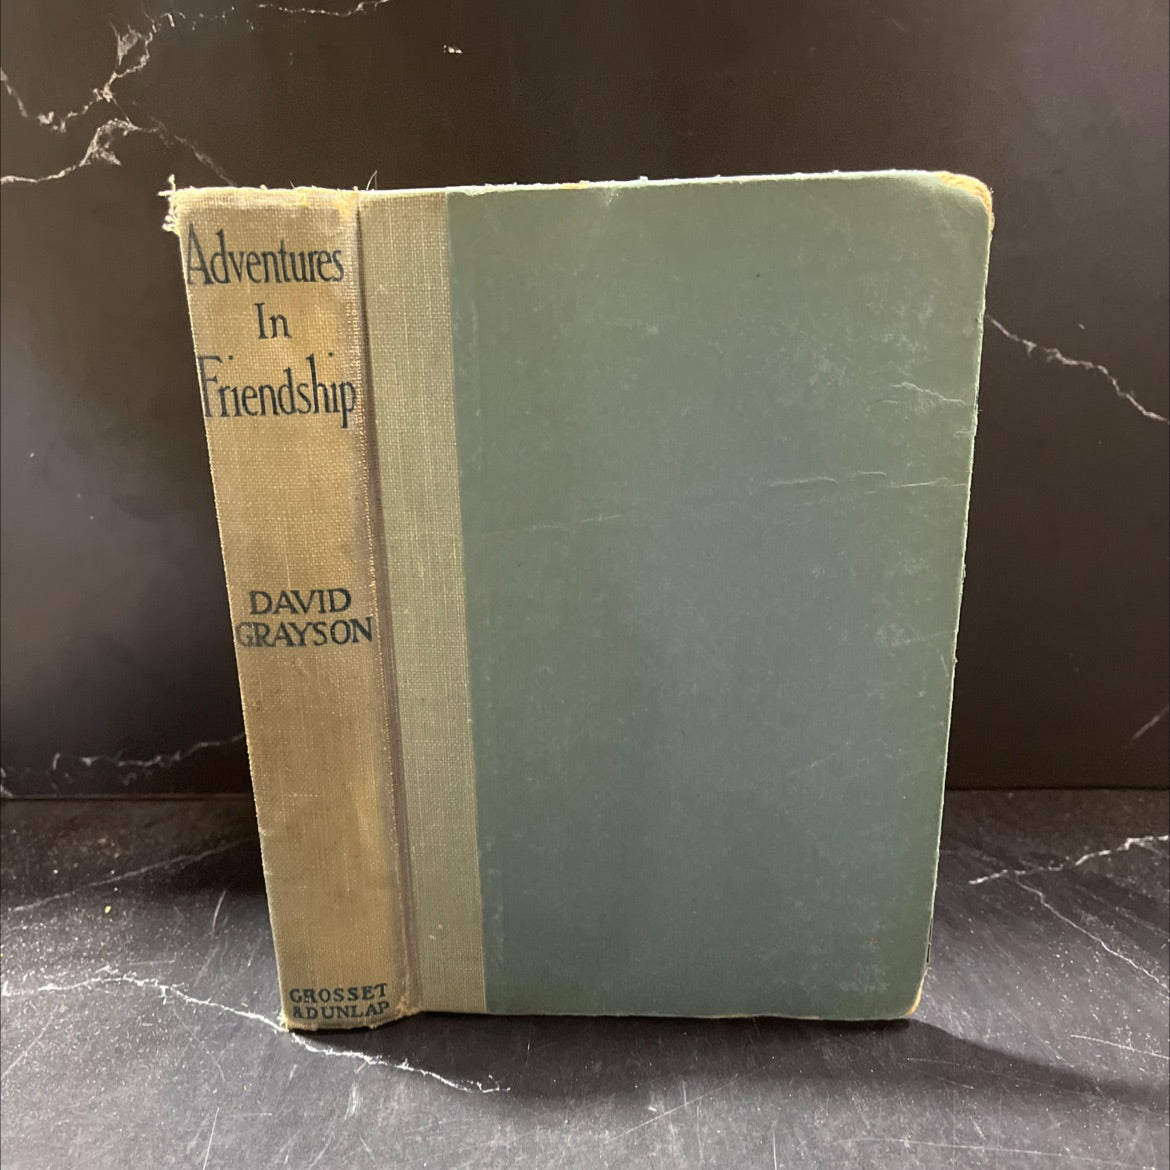 Adventures
In
Friendship
DAVID
GRAYSON
GROSSET
& DUNLAP